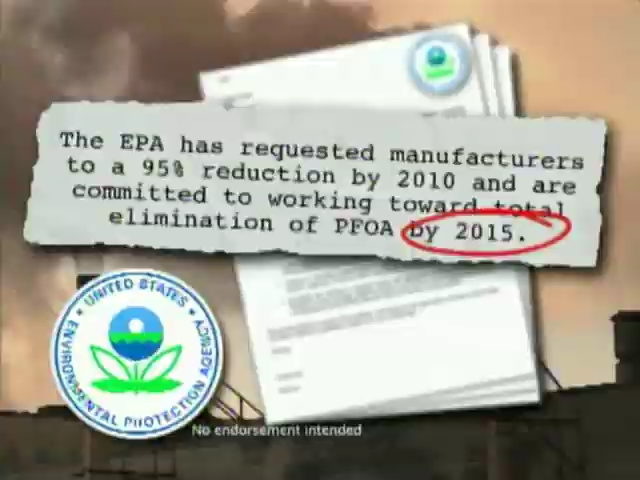 The EPA has requested manufacturers
to a 95% reduction by 2010 and are
committed to working toward total
elimination of PFOA by 2015.
UNITED STATES
ENVIRONMENTAL PROTECTION AGENCY
No endorsement intended